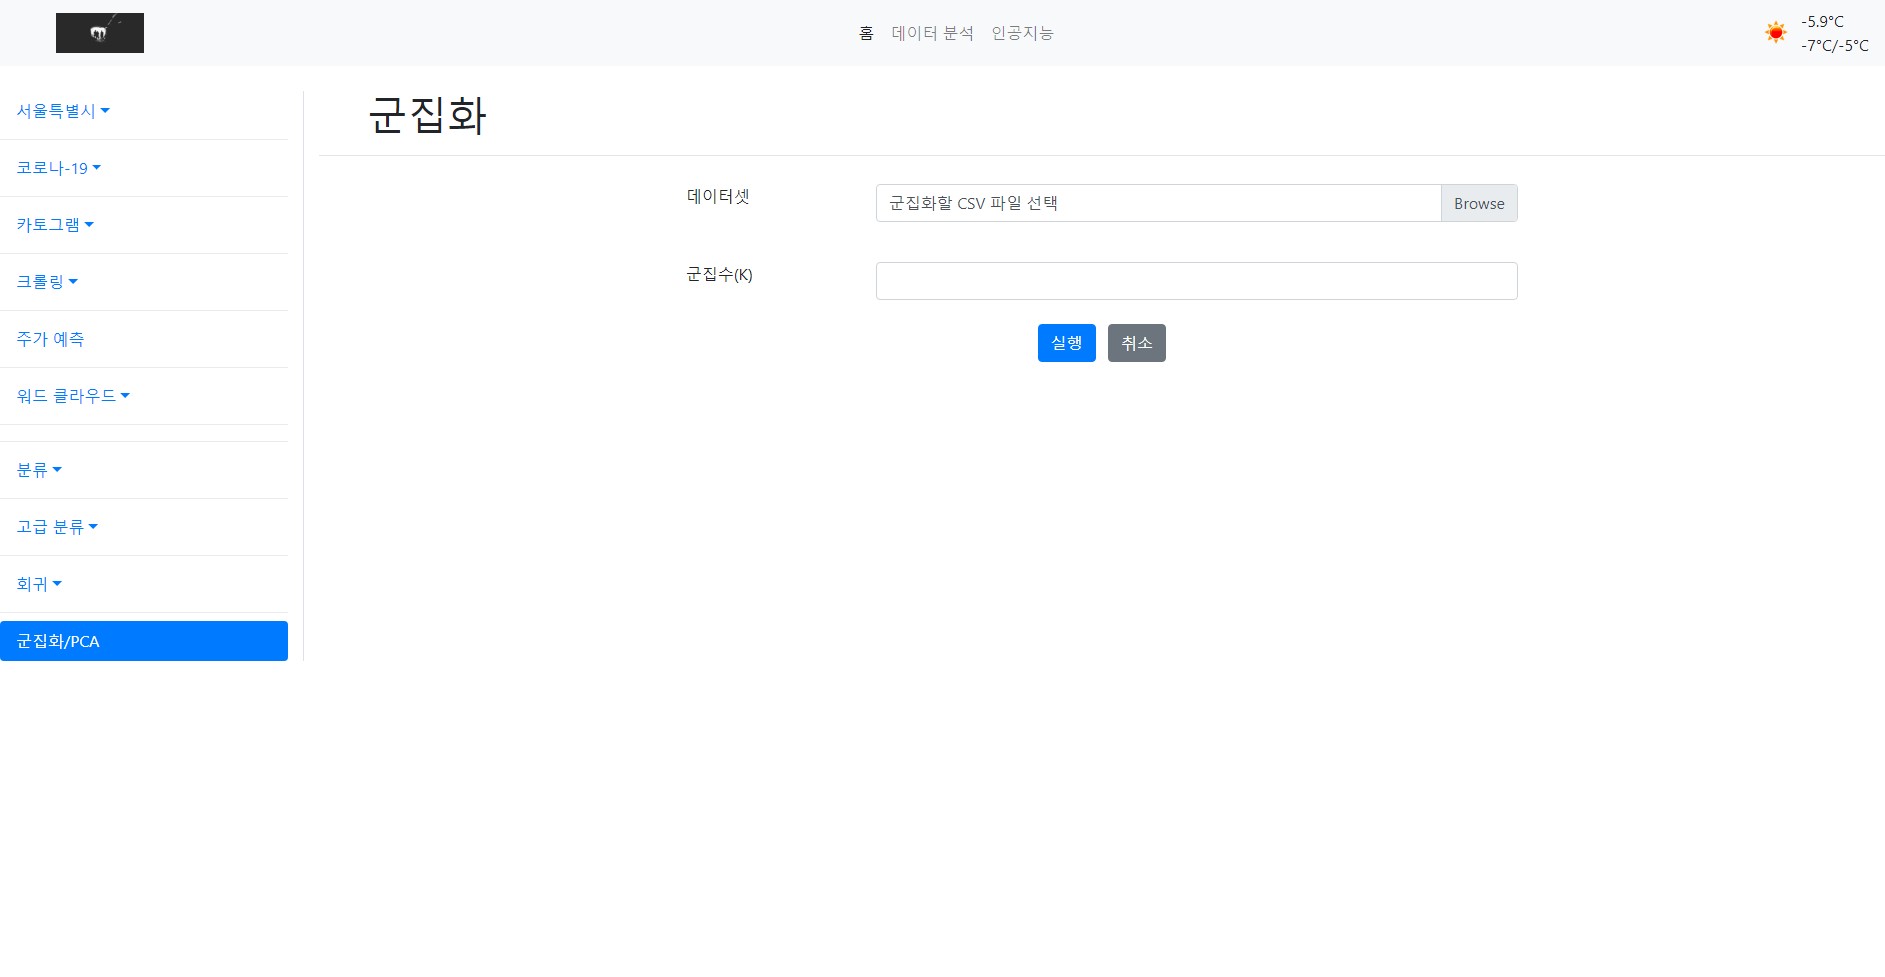 홈 데이터 분석 인공지능
-5.9°C
-7°C/-5°C
서울특별시
코로나-19
카토그램
크롤링
주가 예측
워드 클라우드
분류
고급 분류
회귀
군집화/PCA
군집화
데이터셋 군집화할 CSV 파일 선택 Browse
군집수(K)
실행 취소